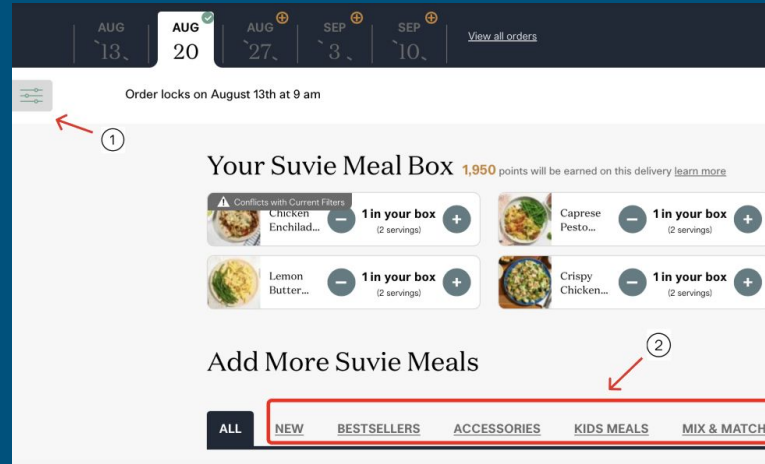 AUG AUG AUG SEP SEP
13 20 27 3 10
View all orders
Order locks on August 13th at 9 am
1
Your Suvie Meal Box 1,950 points will be earned on this delivery learn more
Conflicts with Current Filters
Chicken Enchilad...
1 in your box
(2 servings)
Caprese Pesto...
1 in your box
(2 servings)
Lemon Butter...
1 in your box
(2 servings)
Crispy Chicken...
1 in your box
(2 servings)
2
Add More Suvie Meals
ALL NEW BESTSELLERS ACCESSORIES KIDS MEALS MIX & MATCH